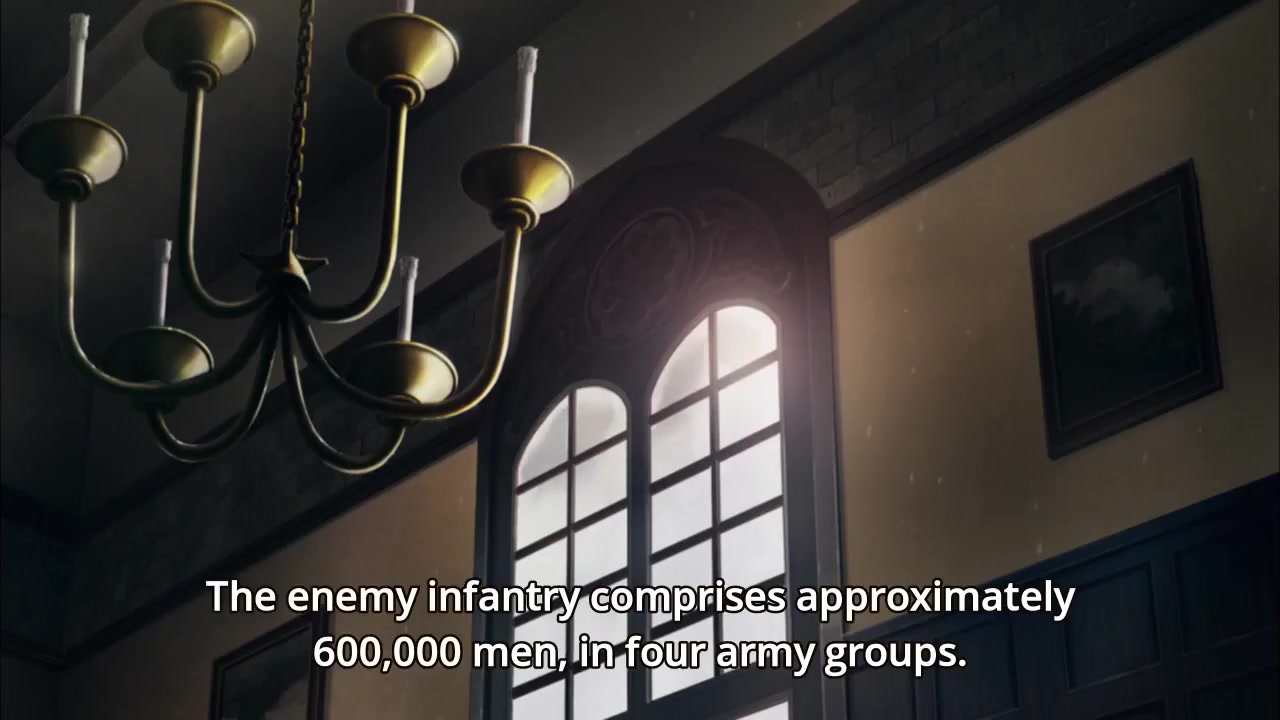 The enemy infantry comprises approximately
600,000 men, in four army groups.